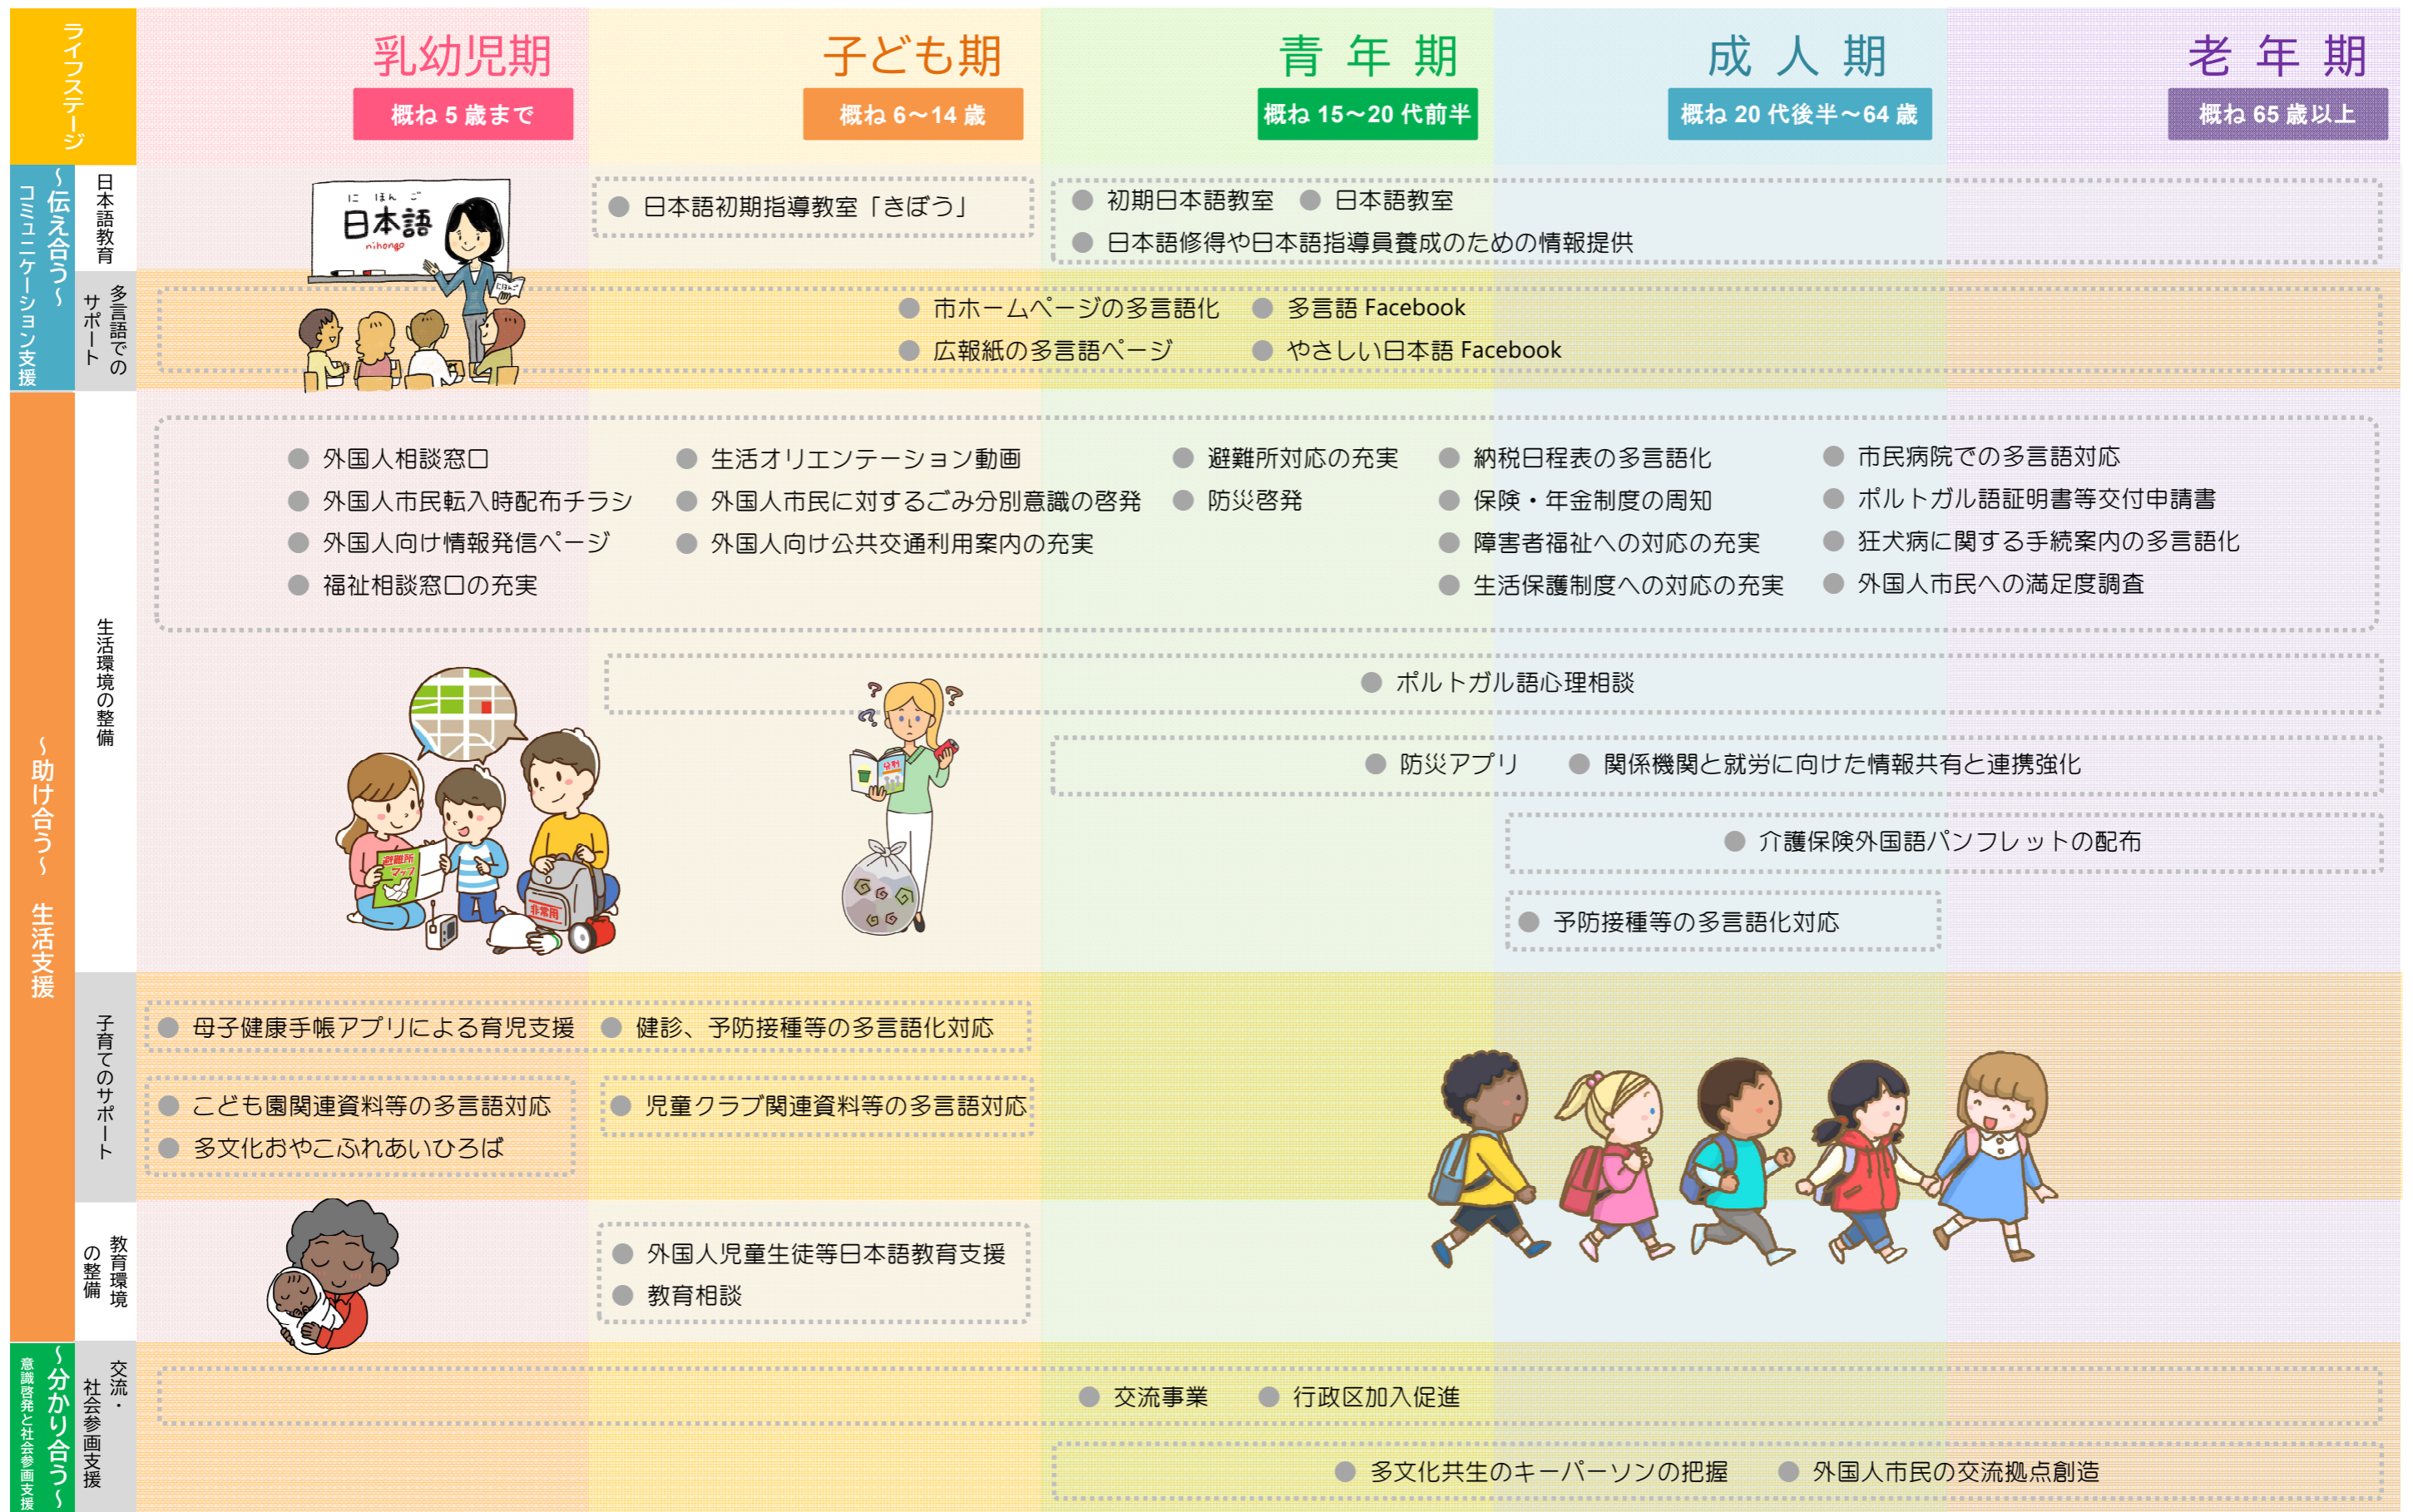 ライフステージ
乳幼児期
概ね 5 歳まで
子ども期
概ね 6～14 歳
青年期
概ね 15～20 代前半
成人期
概ね 20 代後半～64 歳
老年期
概ね 65 歳以上
～伝え合う～
コミュニケーション支援
日本語教育
にほんご
日本語
nihongo
にほんご
● 日本語初期指導教室「きぼう」
● 初期日本語教室 ● 日本語教室
● 日本語修得や日本語指導員養成のための情報提供
多言語での
サポート
● 市ホームページの多言語化 ● 多言語 Facebook
● 広報紙の多言語ページ ● やさしい日本語 Facebook
～助け合う～ 生活支援
生活環境の整備
● 外国人相談窓口
● 外国人市民転入時配布チラシ
● 外国人向け情報発信ページ
● 福祉相談窓口の充実
● 生活オリエンテーション動画
● 外国人市民に対するごみ分別意識の啓発
● 外国人向け公共交通利用案内の充実
● 避難所対応の充実
● 防災啓発
● 納税日程表の多言語化
● 保険・年金制度の周知
● 障害者福祉への対応の充実
● 生活保護制度への対応の充実
● 市民病院での多言語対応
● ポルトガル語証明書等交付申請書
● 狂犬病に関する手続案内の多言語化
● 外国人市民への満足度調査
● ポルトガル語心理相談
● 防災アプリ ● 関係機関と就労に向けた情報共有と連携強化
● 介護保険外国語パンフレットの配布
● 予防接種等の多言語化対応
避難所
マップ
非常用
? ? ?
分別
子育てのサポート
● 母子健康手帳アプリによる育児支援 ● 健診、予防接種等の多言語化対応
● こども園関連資料等の多言語対応
● 多文化おやこふれあいひろば
● 児童クラブ関連資料等の多言語対応
教育環境
の整備
● 外国人児童生徒等日本語教育支援
● 教育相談
～分かり合う～
意識啓発と社会参画支援
交流・
社会参画支援
● 交流事業 ● 行政区加入促進
● 多文化共生のキーパーソンの把握 ● 外国人市民の交流拠点創造